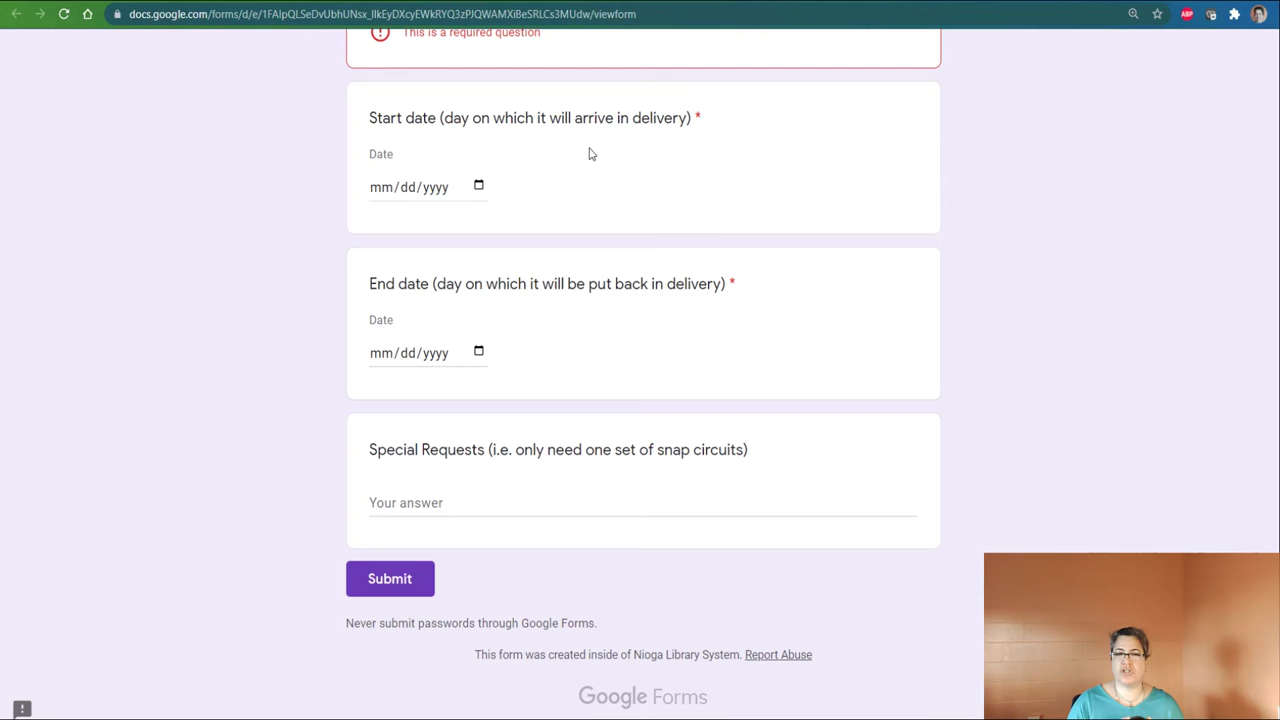 docs.google.com/forms/d/e/1FAIpQLSeDvUbhUNsx_IlkEyDXcyEWkRYQ3zPJQWAMXiBeSRLCs3MUdw/viewform
ABP
This is a required question
Start date (day on which it will arrive in delivery) *
Date
mm/dd/yyyy
End date (day on which it will be put back in delivery) *
Date
mm/dd/yyyy
Special Requests (i.e. only need one set of snap circuits)
Your answer
Submit
Never submit passwords through Google Forms.
This form was created inside of Nioga Library System. Report Abuse
Google Forms